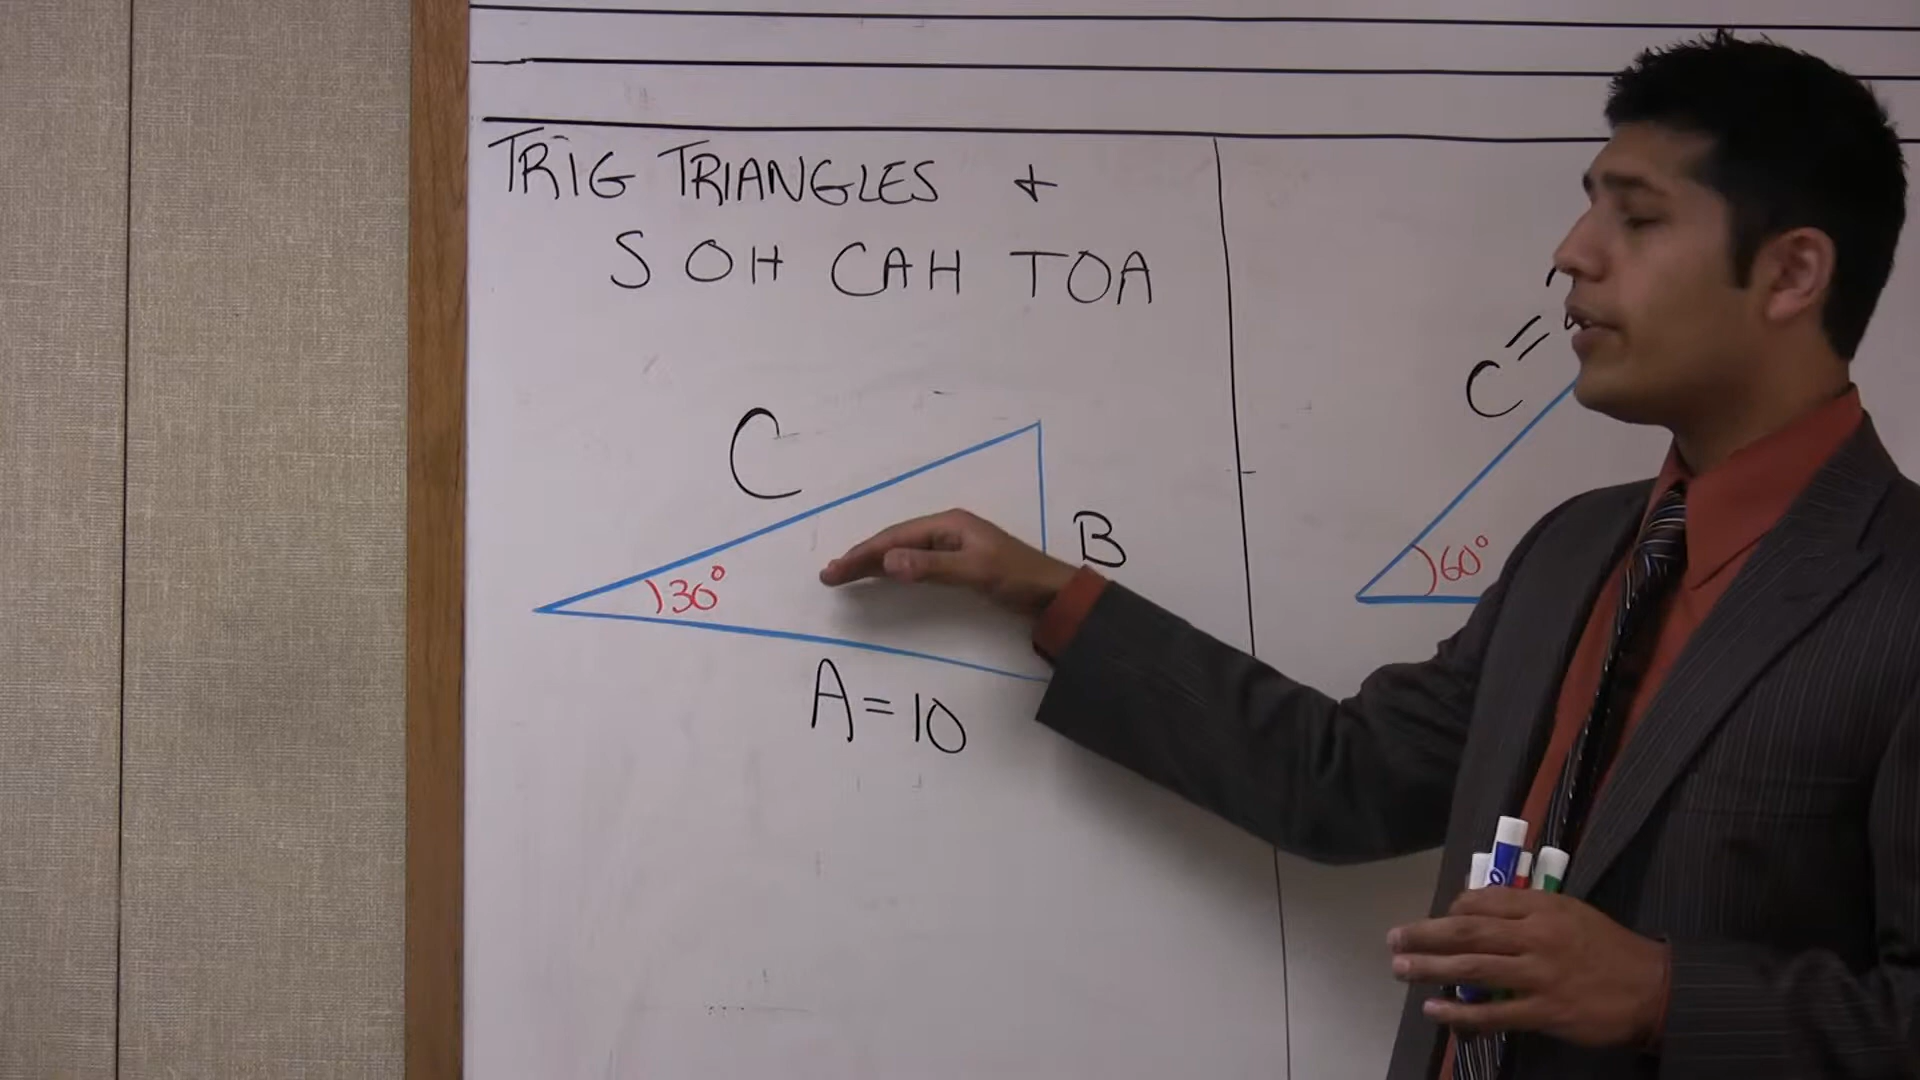 TRIG TRIANGLES +
SOH CAH TOA
C
B
30°
A = 10
C =
60°